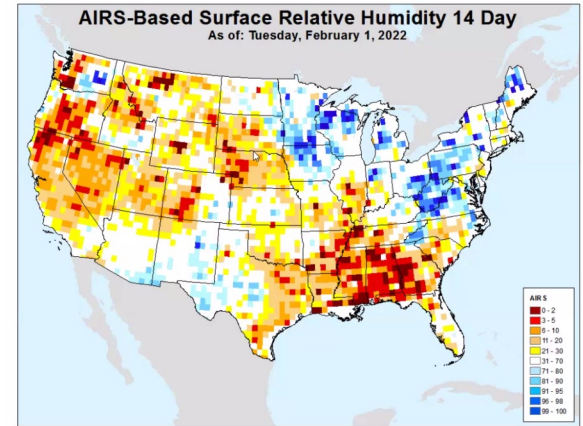 AIRS-Based Surface Relative Humidity 14 Day
As of: Tuesday, February 1, 2022
AIRS
0 - 2
3 - 5
6 - 10
11 - 20
21 - 30
31 - 70
71 - 80
81 - 90
91 - 95
96 - 98
99 - 100